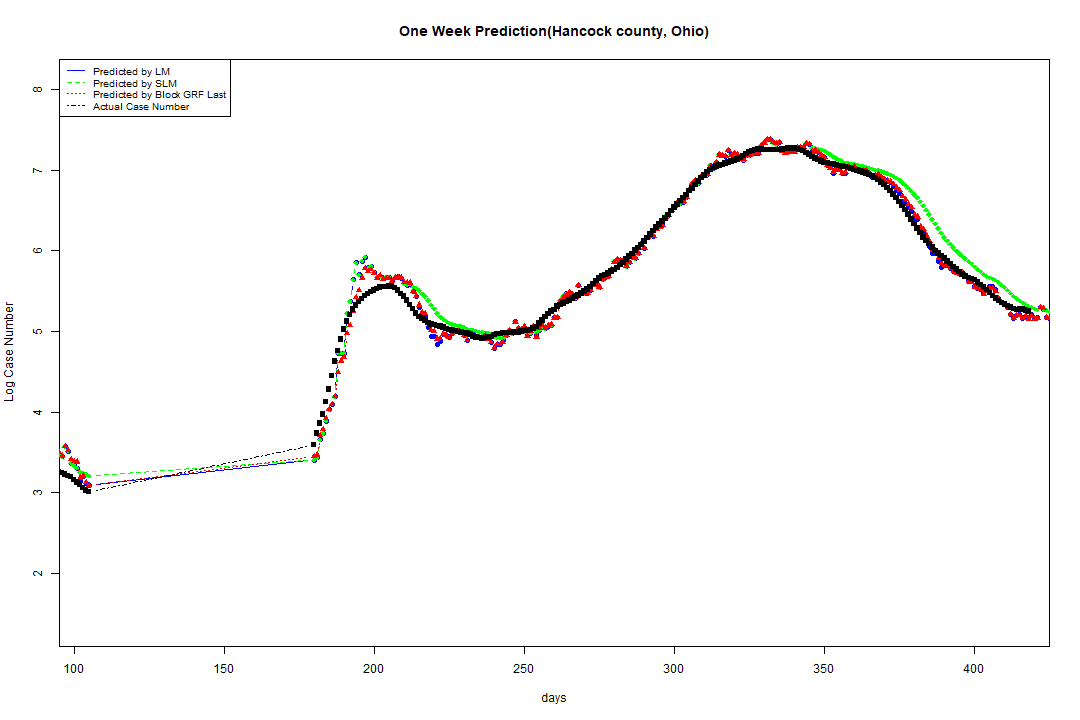 One Week Prediction(Hancock county, Ohio)
Predicted by LM
Predicted by SLM
Predicted by Block GRF Last
Actual Case Number
8
7
6
5
4
3
2
Log Case Number
100 150 200 250 300 350 400
days